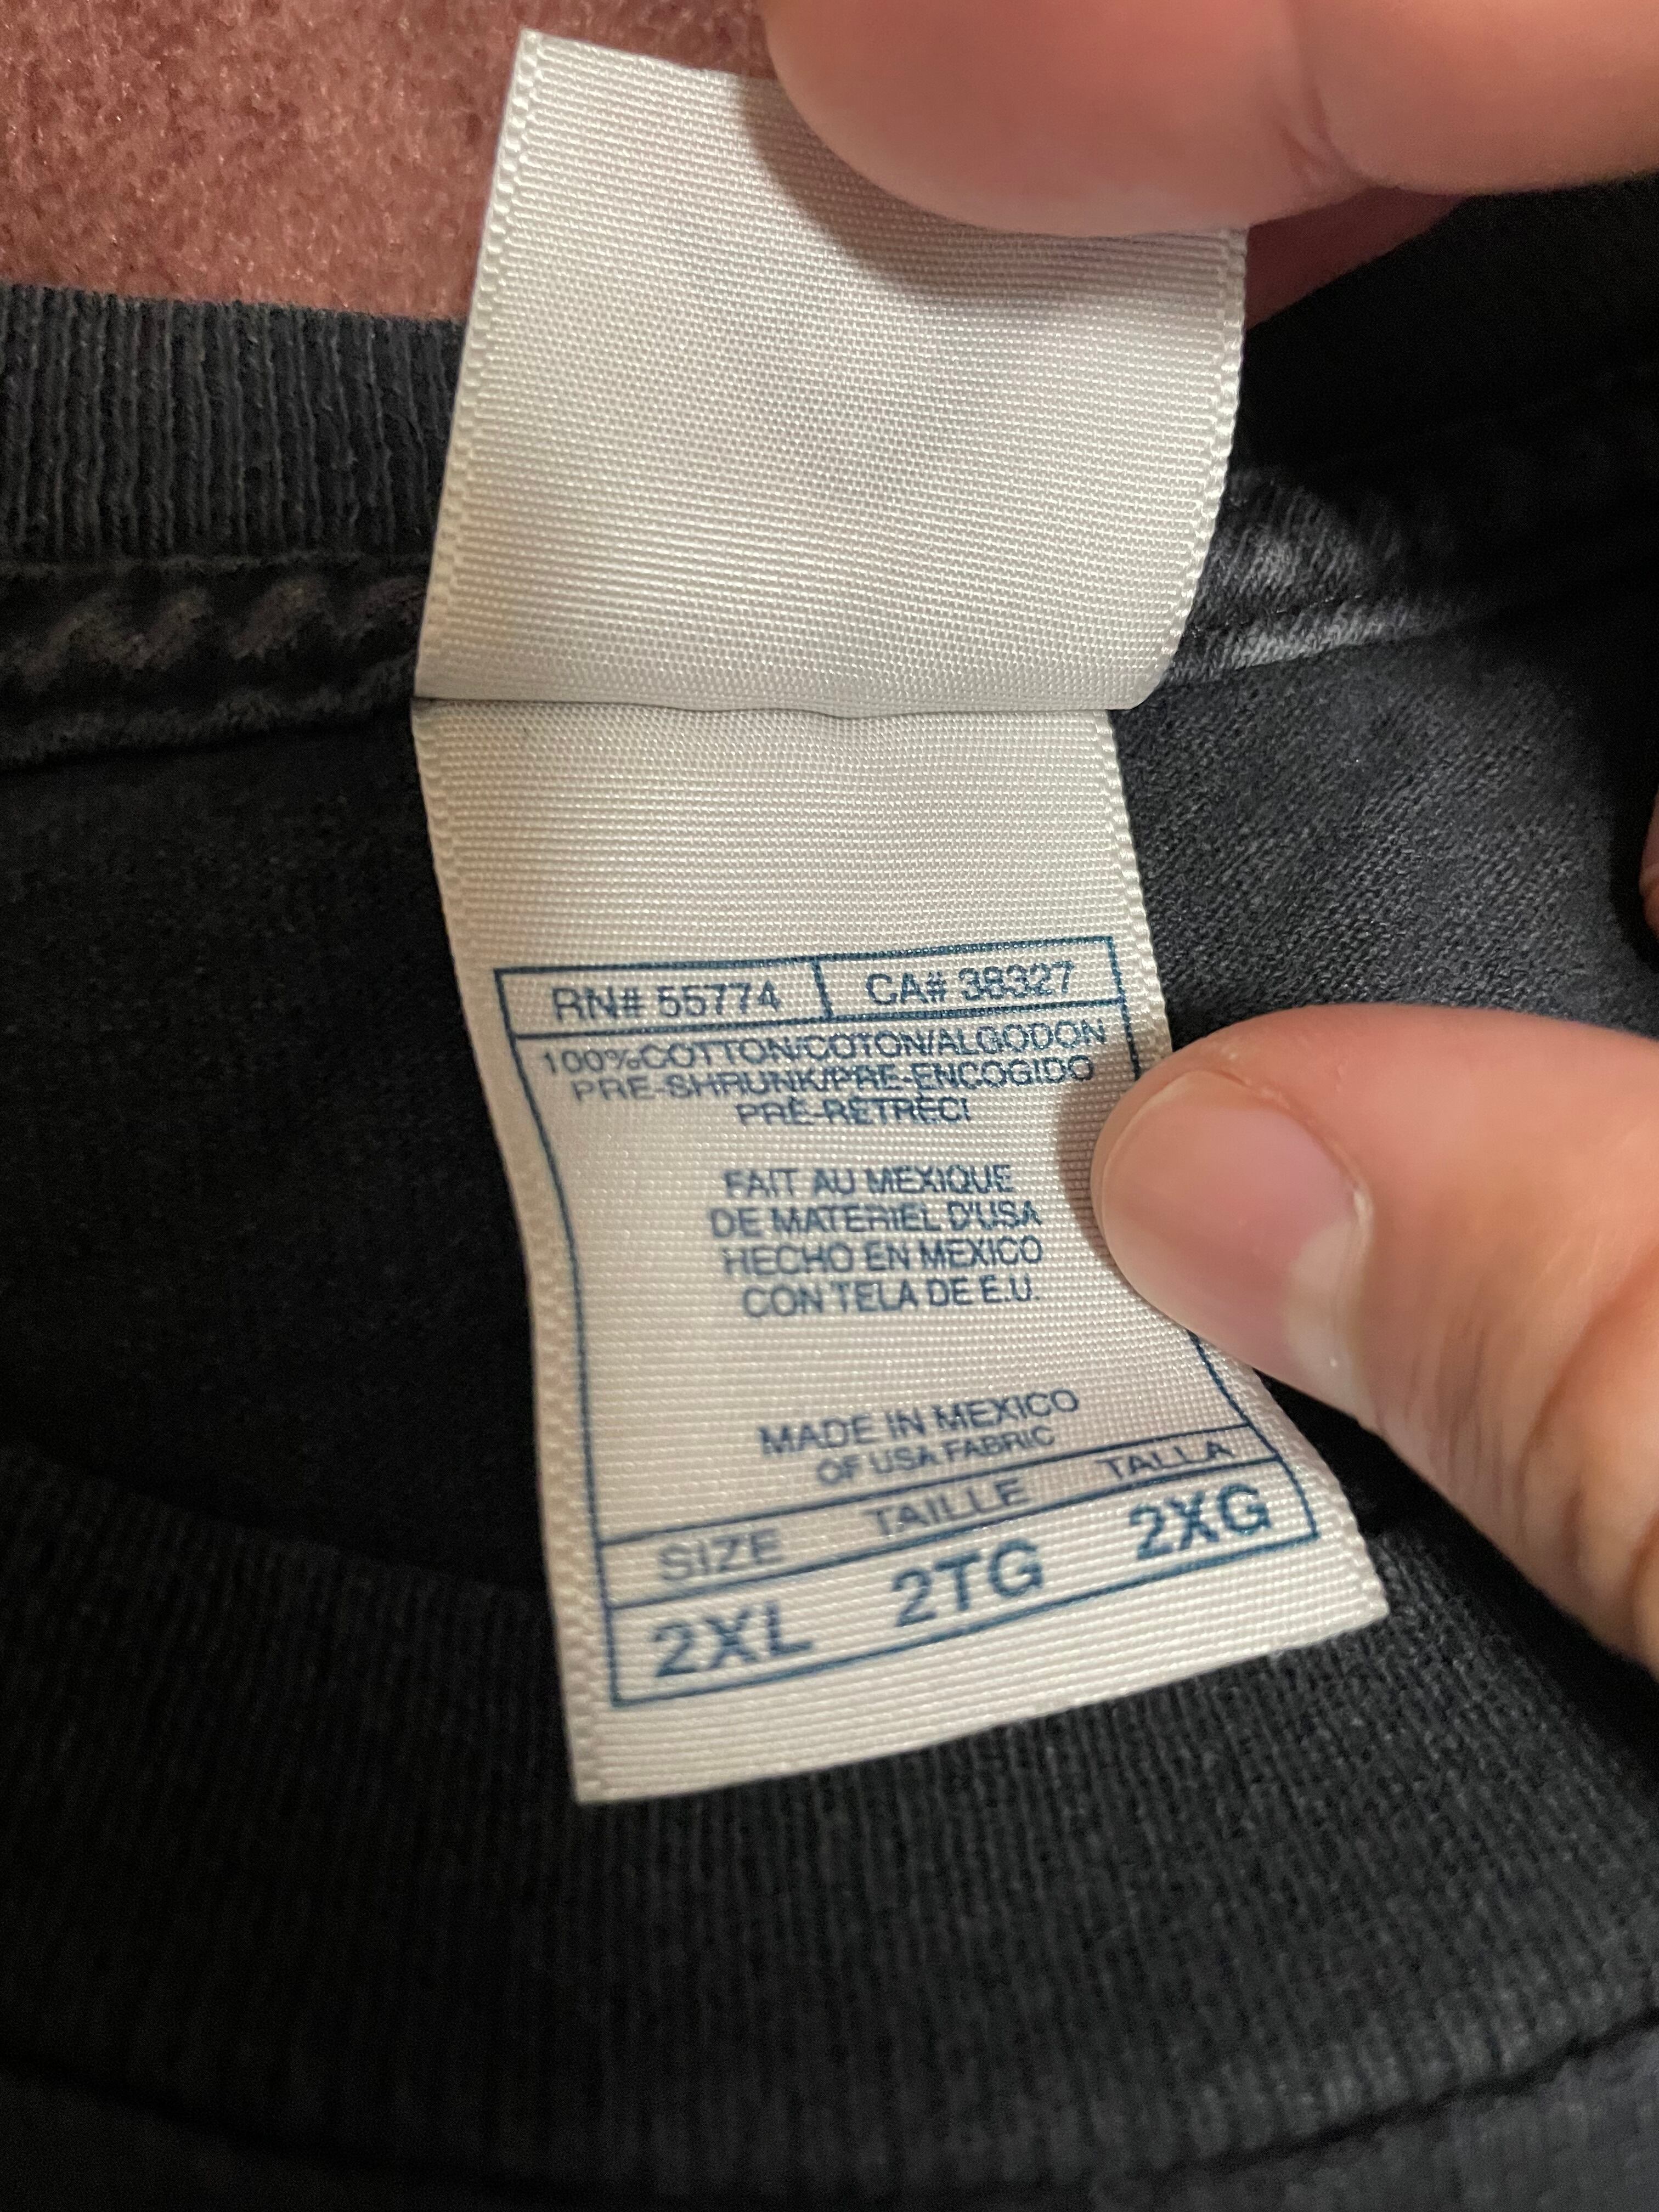 RN# 55774 CA# 38327
100%COTTON/COTON/ALGODON
PRE-SHRUNK/PRE-ENCOGIDO
PRÉ-RÉTRÉCI
FAIT AU MEXIQUE
DE MATERIEL D'USA
HECHO EN MEXICO
CON TELA DE E.U.
MADE IN MEXICO
OF USA FABRIC
SIZE TAILLE TALLA
2XL 2TG 2XG